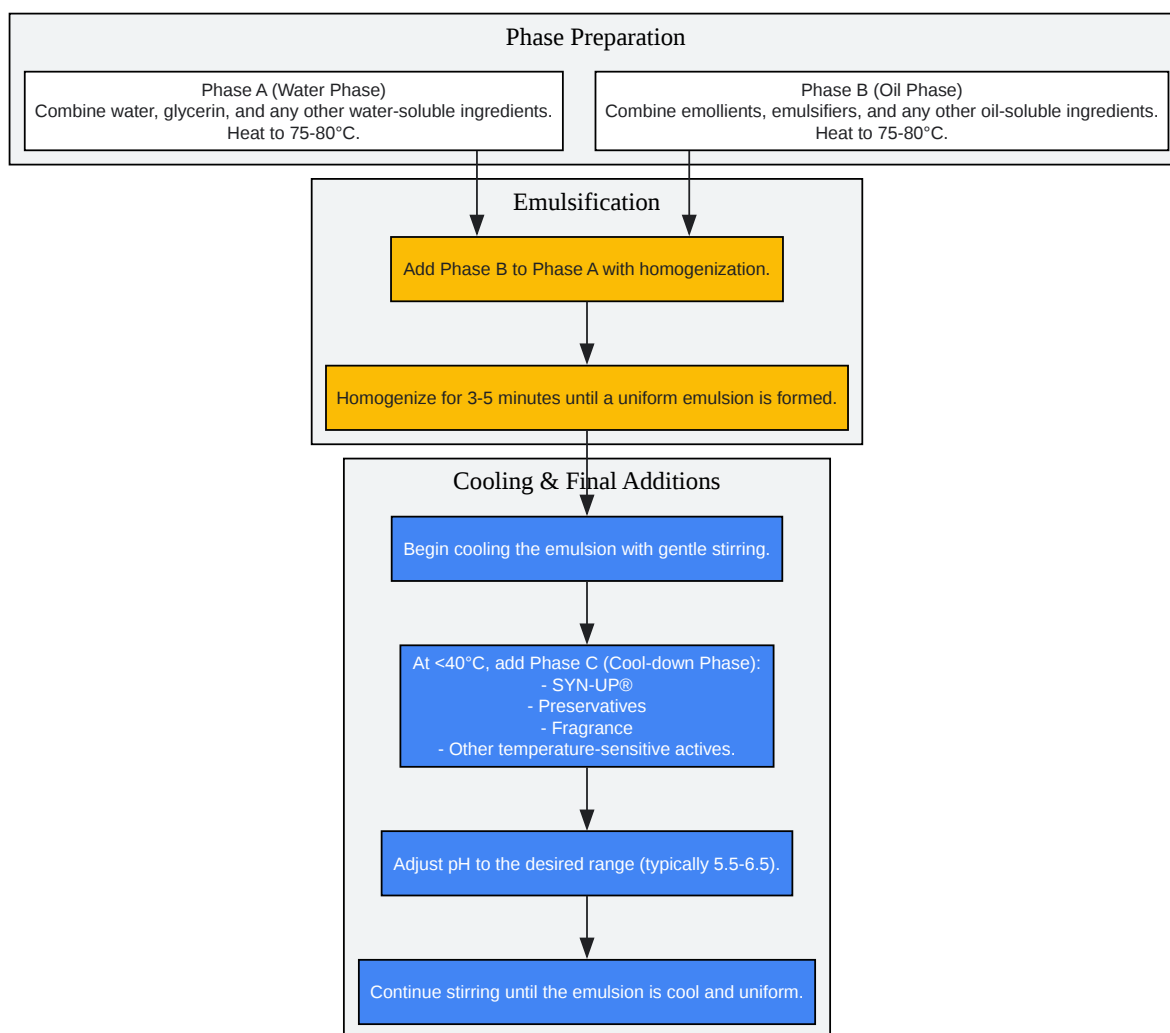 Phase Preparation
Phase A (Water Phase)
Combine water, glycerin, and any other water-soluble ingredients.
Heat to 75-80°C.
Phase B (Oil Phase)
Combine emollients, emulsifiers, and any other oil-soluble ingredients.
Heat to 75-80°C.
Emulsification
Add Phase B to Phase A with homogenization.
Homogenize for 3-5 minutes until a uniform emulsion is formed.
Cooling & Final Additions
Begin cooling the emulsion with gentle stirring.
At <40°C, add Phase C (Cool-down Phase):
- SYN-UP®
- Preservatives
- Fragrance
- Other temperature-sensitive actives.
Adjust pH to the desired range (typically 5.5-6.5).
Continue stirring until the emulsion is cool and uniform.